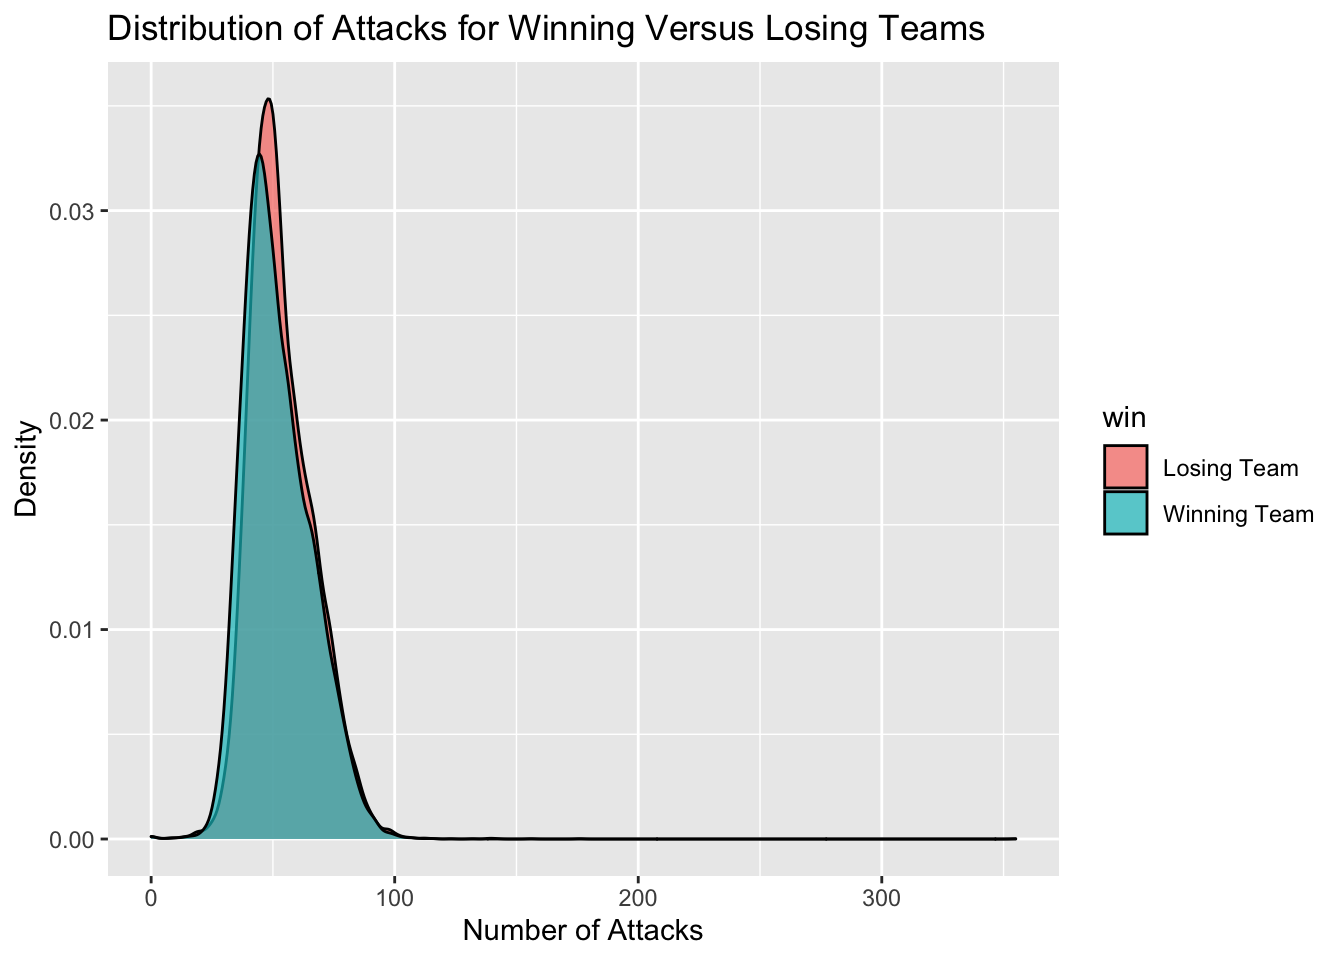 Distribution of Attacks for Winning Versus Losing Teams
0.03
0.02
0.01
0.00
Density
0 100 200 300
Number of Attacks
win
Losing Team
Winning Team